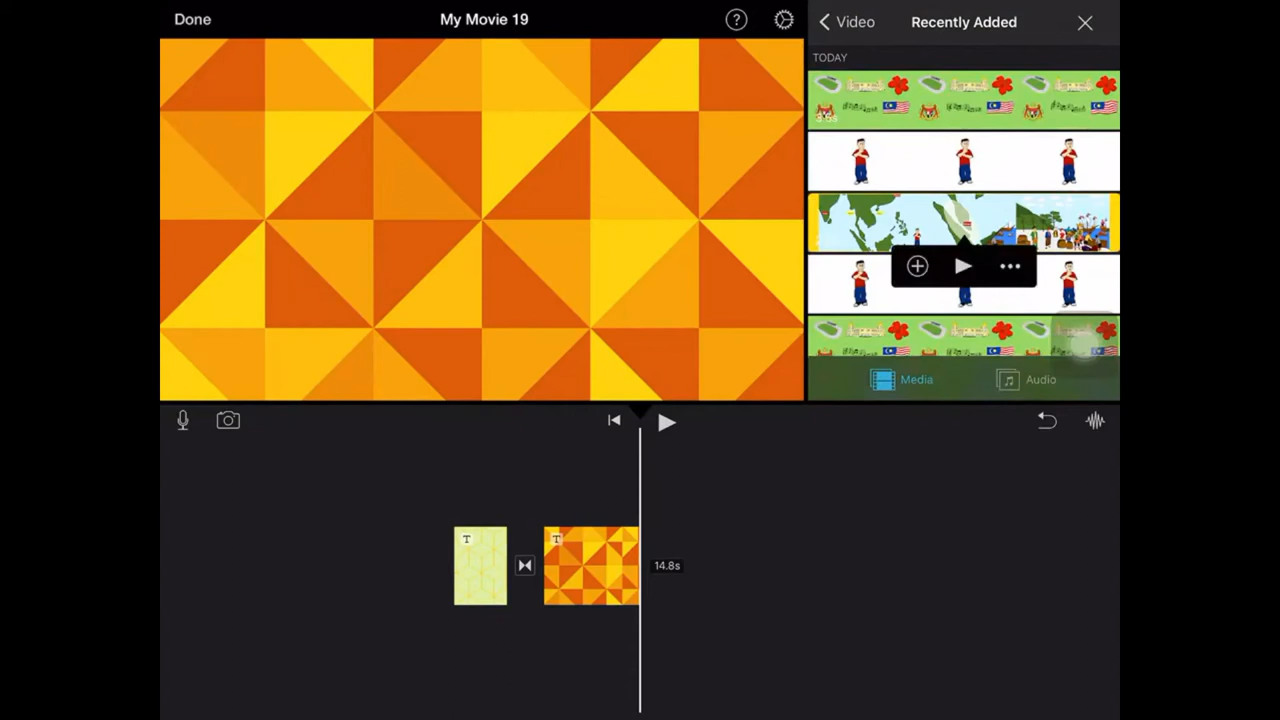 Done
My Movie 19
?
Video
Recently Added
TODAY
Media
Audio
T
T
14.8s